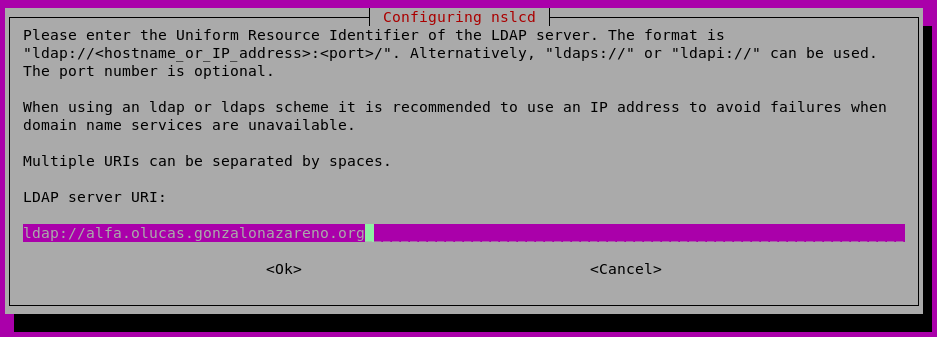 Configuring nslcd
Please enter the Uniform Resource Identifier of the LDAP server. The format is
"ldap://<hostname_or_IP_address>:<port>/". Alternatively, "ldaps://" or "ldapi://" can be used.
The port number is optional.
When using an ldap or ldaps scheme it is recommended to use an IP address to avoid failures when
domain name services are unavailable.
Multiple URIs can be separated by spaces.
LDAP server URI:
ldap://alfa.olucas.gonzalonazareno.org
<Ok> <Cancel>